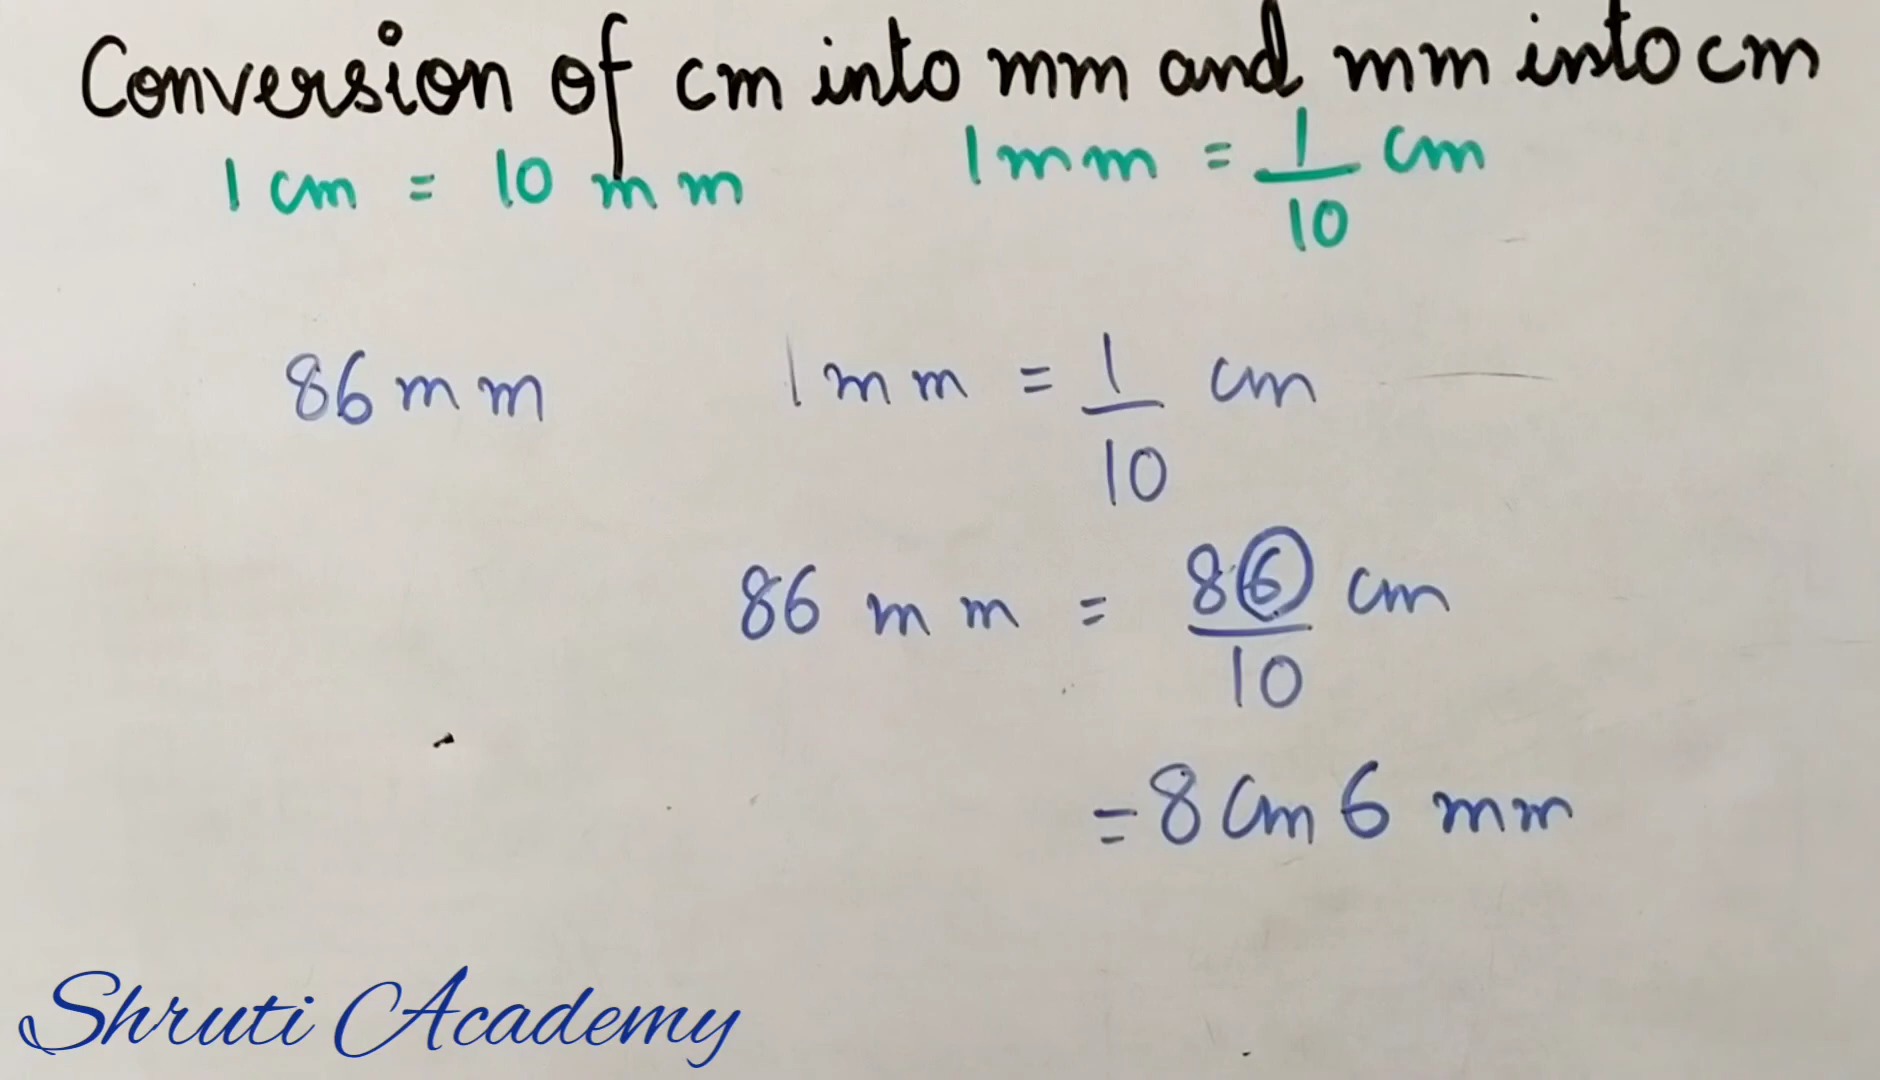 Conversion of cm into mm and mm into cm
1 cm = 10 mm 1 mm = 1/10 cm
86 mm 1 mm = 1/10 cm
86 mm = 86/10 cm
= 8 cm 6 mm
Shruti Academy